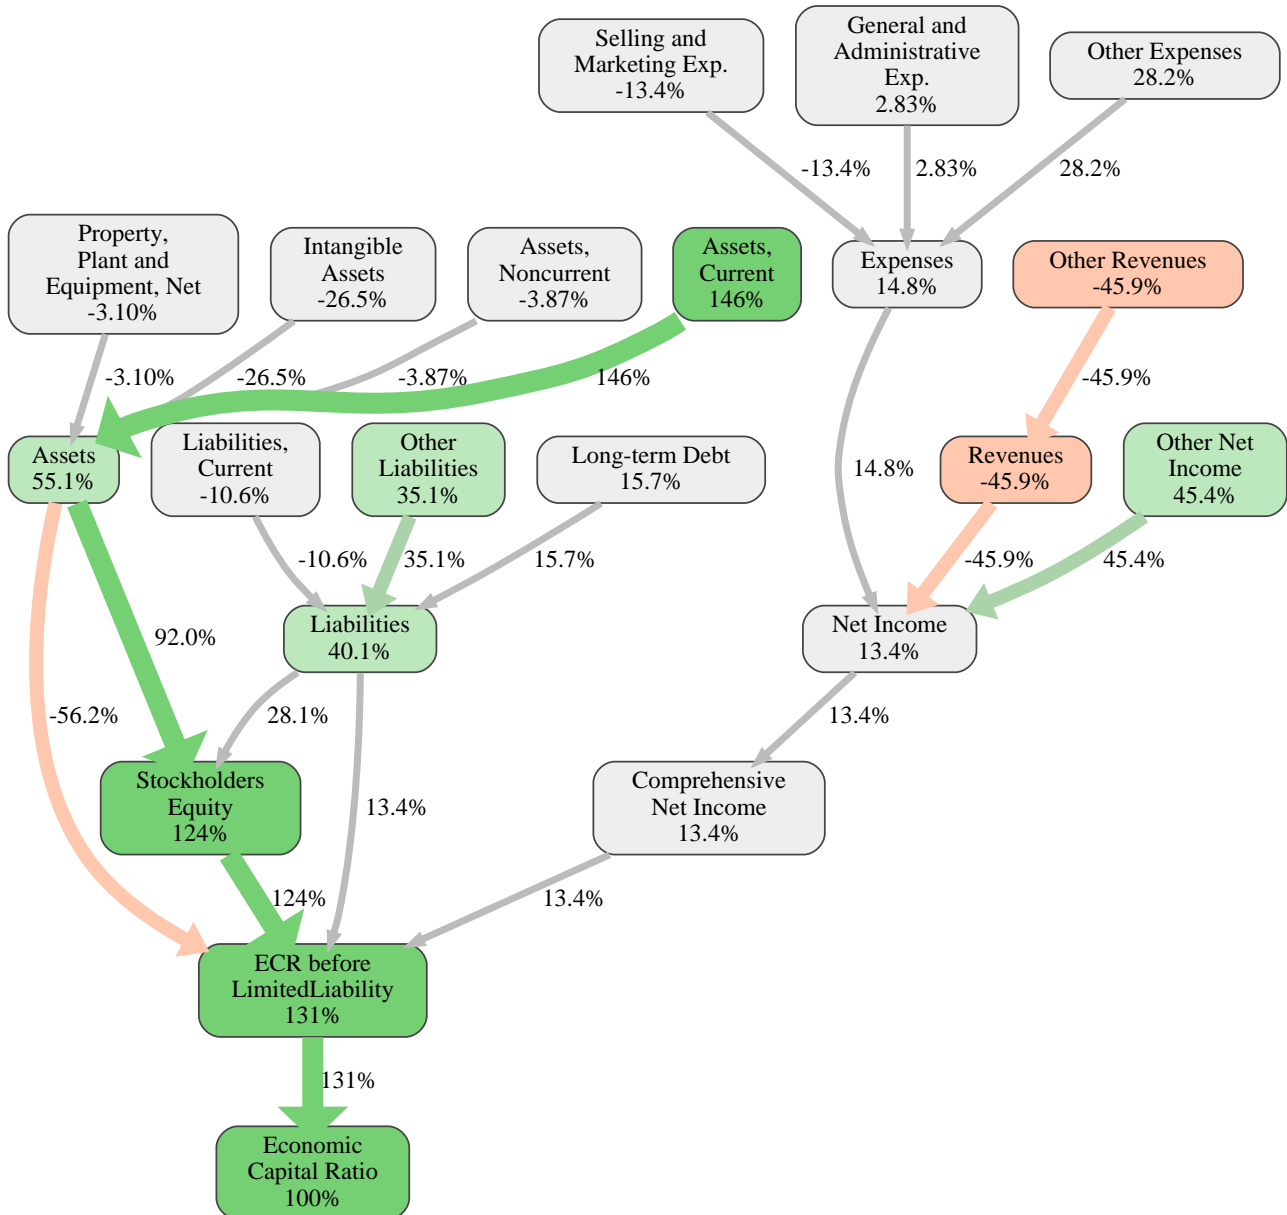 Selling and
Marketing Exp.
-13.4%
General and
Administrative
Exp.
2.83%
Other Expenses
28.2%
-13.4%
2.83%
28.2%
Property,
Plant and
Equipment, Net
-3.10%
Intangible
Assets
-26.5%
Assets,
Noncurrent
-3.87%
Assets,
Current
146%
Expenses
14.8%
Other Revenues
-45.9%
-3.10%
-26.5%
-3.87%
146%
-45.9%
Assets
55.1%
Liabilities,
Current
-10.6%
Other
Liabilities
35.1%
Long-term Debt
15.7%
14.8%
Revenues
-45.9%
Other Net
Income
45.4%
-10.6%
35.1%
15.7%
-45.9%
45.4%
92.0%
Liabilities
40.1%
Net Income
13.4%
-56.2%
28.1%
13.4%
Stockholders
Equity
124%
13.4%
Comprehensive
Net Income
13.4%
124%
13.4%
ECR before
LimitedLiability
131%
131%
Economic
Capital Ratio
100%